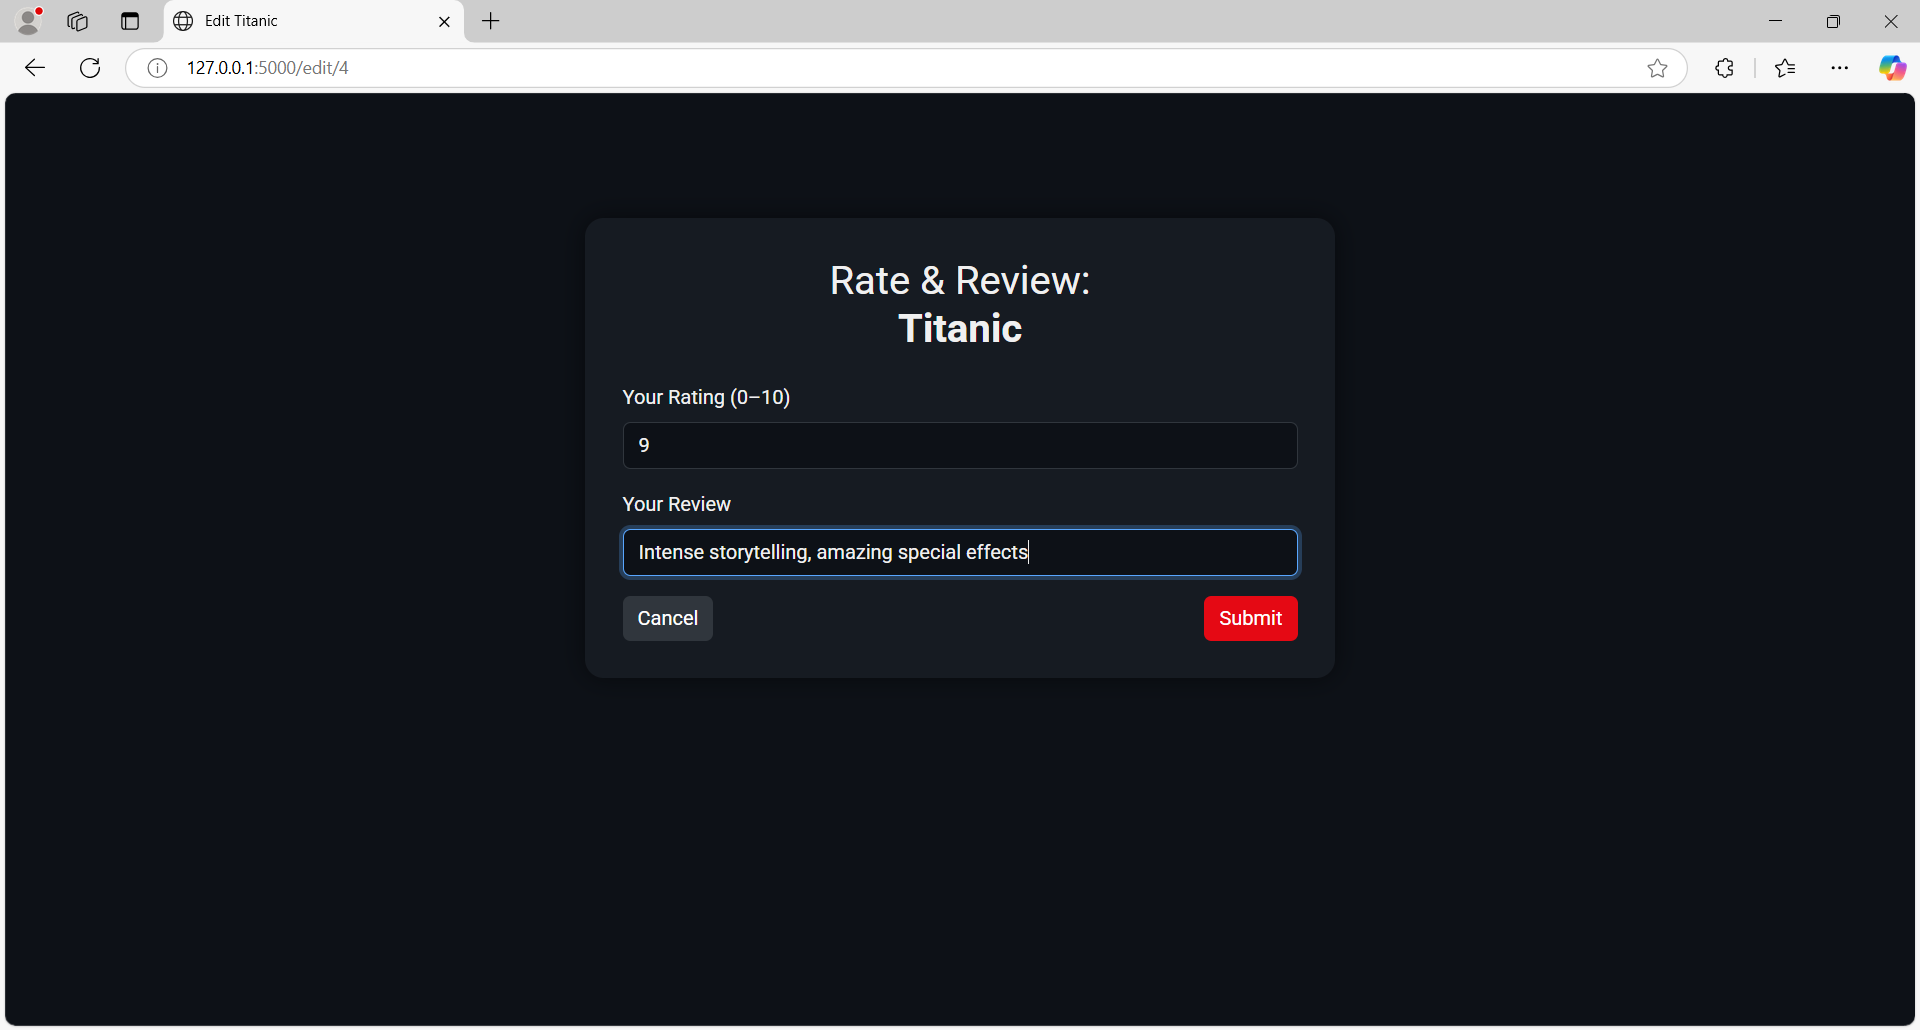 Edit Titanic
127.0.0.1:5000/edit/4
Rate & Review:
Titanic
Your Rating (0–10)
9
Your Review
Intense storytelling, amazing special effects
Cancel
Submit